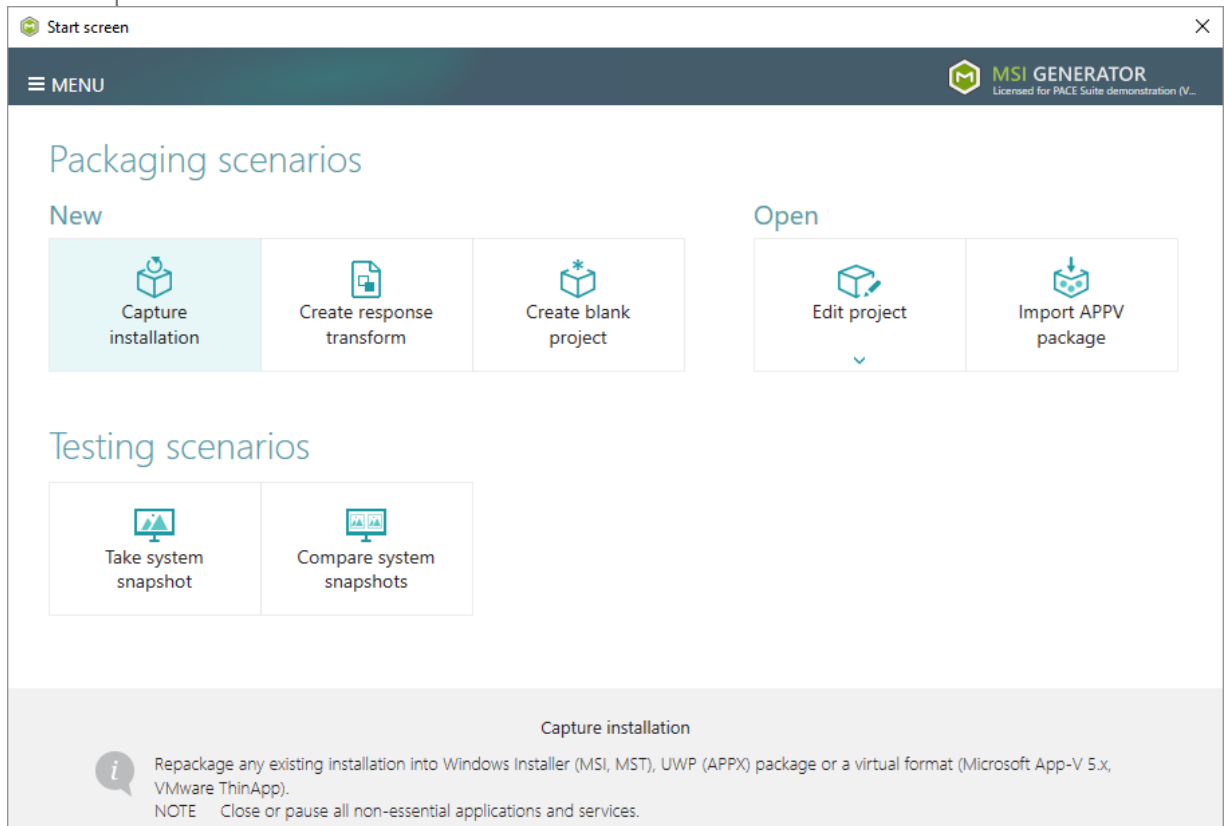 Start screen
MENU
MSI GENERATOR
Licensed for PACE Suite demonstration (V...
Packaging scenarios
New
Open
Capture
installation
Create response
transform
Create blank
project
Edit project
Import APPV
package
Testing scenarios
Take system
snapshot
Compare system
snapshots
Capture installation
Repackage any existing installation into Windows Installer (MSI, MST), UWP (APPX) package or a virtual format (Microsoft App-V 5.x,
VMware ThinApp).
NOTE Close or pause all non-essential applications and services.